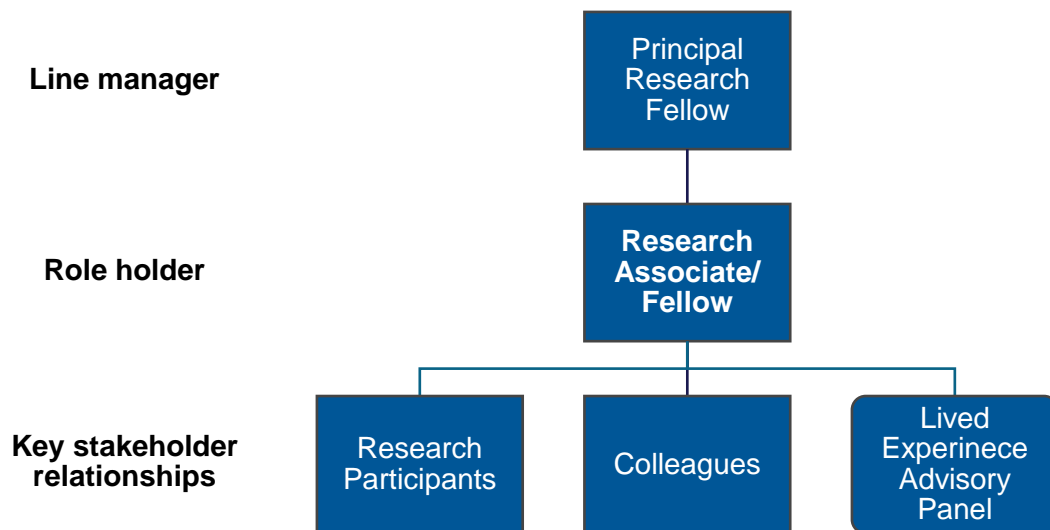 Line manager
Principal
Research
Fellow
Role holder
Research
Associate/
Fellow
Key stakeholder
relationships
Research
Participants
Colleagues
Lived
Experinece
Advisory
Panel